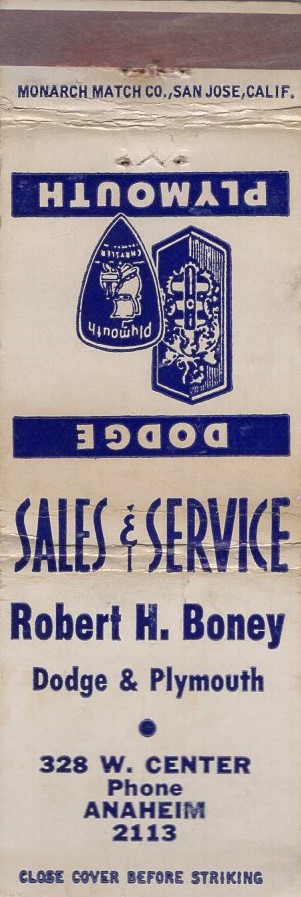 MONARCH MATCH CO., SAN JOSE, CALIF.
PLYMOUTH
CHRYSLER
Plymouth
DODGE
SALES & SERVICE
Robert H. Boney
Dodge & Plymouth
328 W. CENTER
Phone
ANAHEIM
2113
CLOSE COVER BEFORE STRIKING